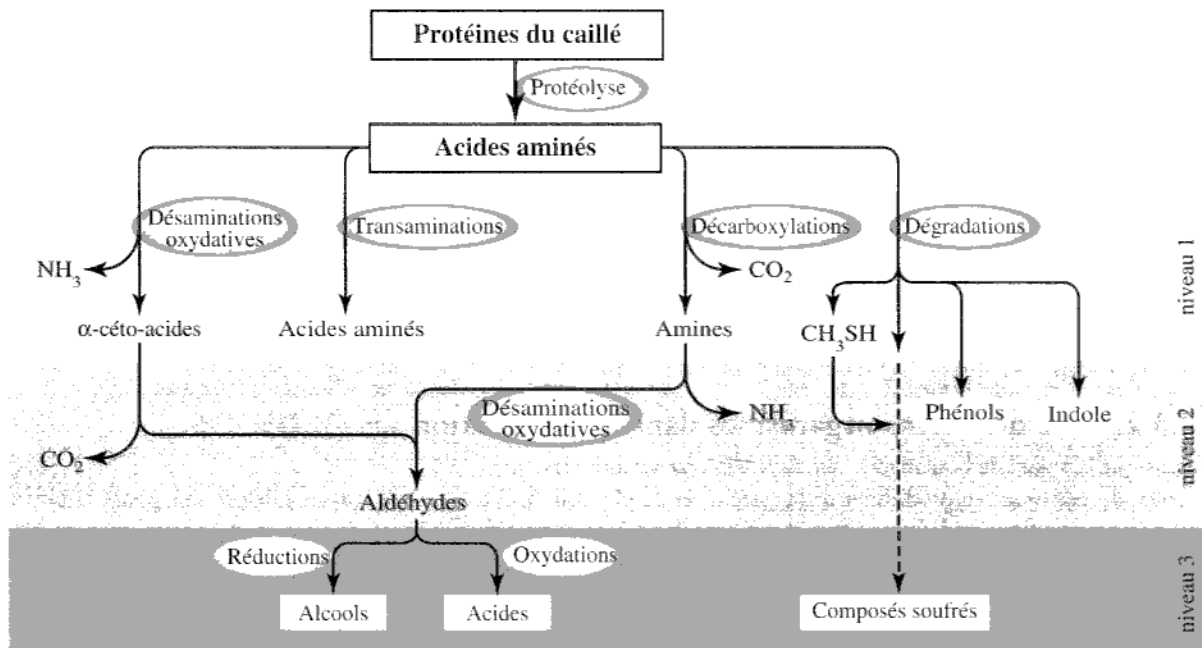 Protéines du caillé
Protéolyse
Acides aminés
Désaminations
oxydatives
Transaminations
Décarboxylations
Dégradations
NH₃
CO₂
niveau 1
α-céto-acides
Acides aminés
Amines
CH₃SH
Désaminations
oxydatives
NH₃
Phénols
Indole
niveau 2
CO₂
Aldéhydes
Réductions
Oxydations
niveau 3
Alcools
Acides
Composés soufrés